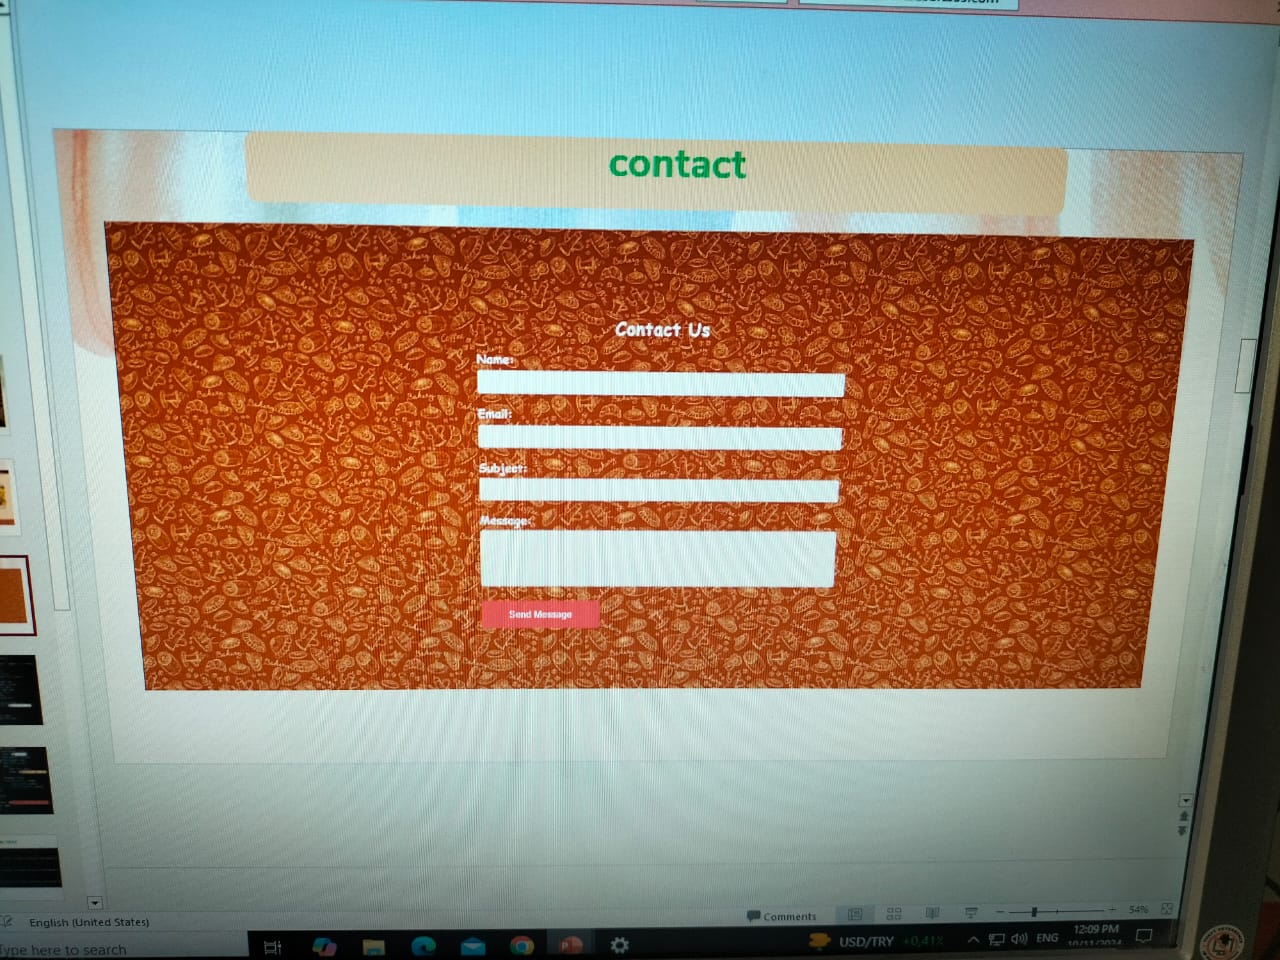 contact
Contact Us
Name:
Email:
Subject:
Message:
Send Message
English (United States)
Comments
54%
Type here to search
USD/TRY +0,41%
ENG
12:09 PM
10/11/2024